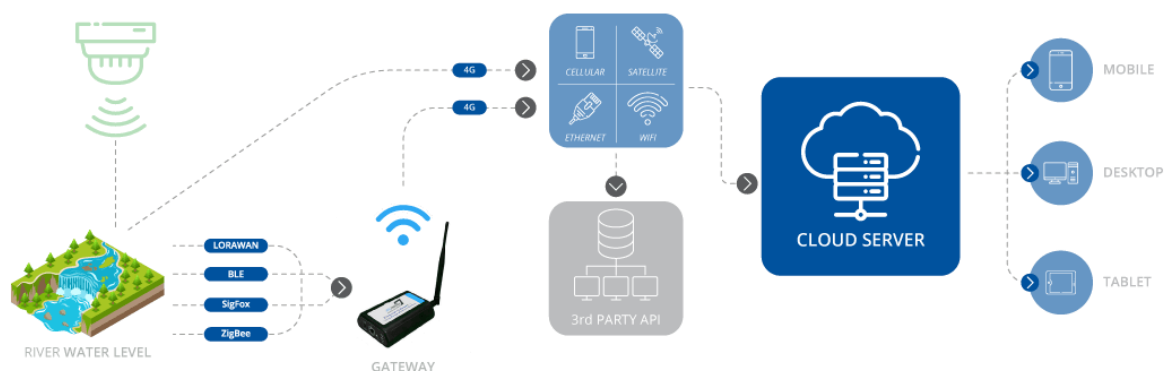 4G
4G
CELLULAR
SATELLITE
ETHERNET
WIFI
MOBILE
DESKTOP
TABLET
CLOUD SERVER
LORAWAN
BLE
SigFox
ZigBee
3rd PARTY API
RIVER WATER LEVEL
GATEWAY